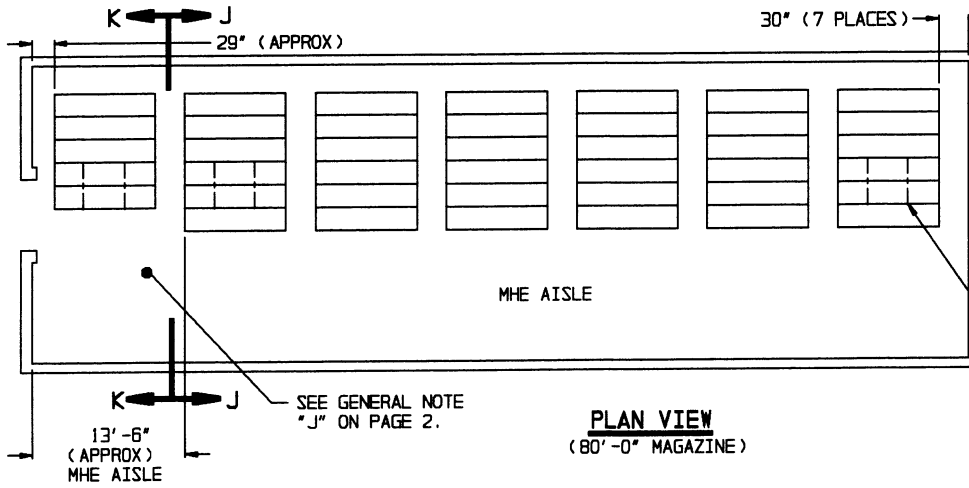 K J
29" (APPROX)
30" (7 PLACES)
MHE AISLE
K J
SEE GENERAL NOTE
"J" ON PAGE 2.
13'-6"
(APPROX)
MHE AISLE
PLAN VIEW
(80'-0" MAGAZINE)